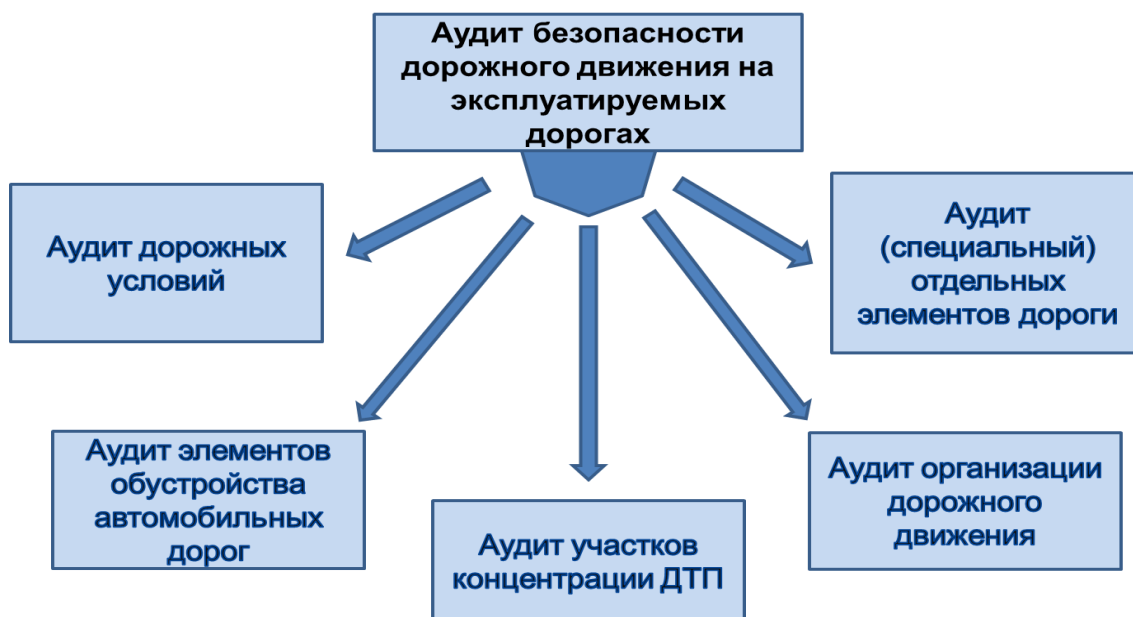 Аудит безопасности
дорожного движения на
эксплуатируемых
дорогах
Аудит дорожных
условий
Аудит
(специальный)
отдельных
элементов дороги
Аудит элементов
обустройства
автомобильных
дорог
Аудит участков
концентрации ДТП
Аудит организации
дорожного
движения